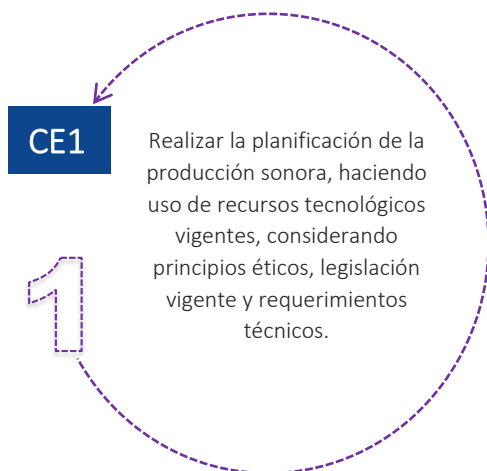 CE1
Realizar la planificación de la
producción sonora, haciendo
uso de recursos tecnológicos
vigentes, considerando
principios éticos, legislación
vigente y requerimientos
técnicos.
1